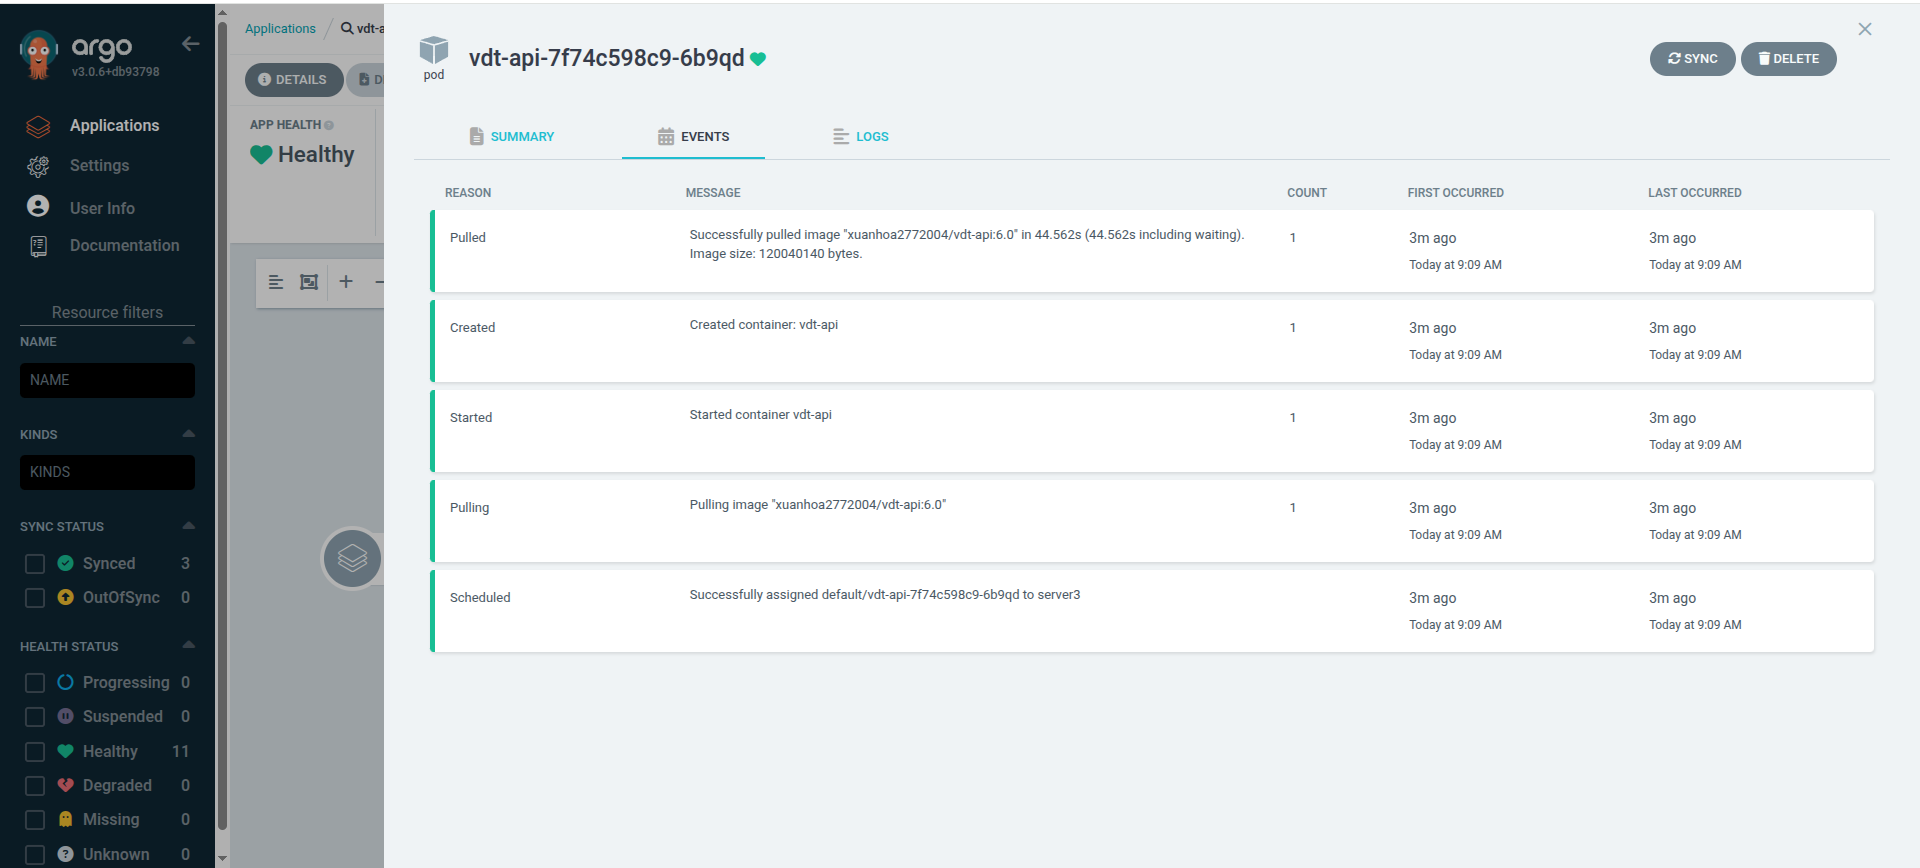 argo
v3.0.6+db93798
Applications
Settings
User Info
Documentation
Resource filters
NAME
NAME
KINDS
KINDS
SYNC STATUS
Synced 3
OutOfSync 0
HEALTH STATUS
Progressing 0
Suspended 0
Healthy 11
Degraded 0
Missing 0
Unknown 0
Applications / vdt-a
DETAILS D
APP HEALTH
Healthy
pod
vdt-api-7f74c598c9-6b9qd
SYNC DELETE
SUMMARY EVENTS LOGS
REASON MESSAGE COUNT FIRST OCCURRED LAST OCCURRED
Pulled Successfully pulled image "xuanhoa2772004/vdt-api:6.0" in 44.562s (44.562s including waiting). 1 3m ago 3m ago
Image size: 120040140 bytes. Today at 9:09 AM Today at 9:09 AM
Created Created container: vdt-api 1 3m ago 3m ago
Today at 9:09 AM Today at 9:09 AM
Started Started container vdt-api 1 3m ago 3m ago
Today at 9:09 AM Today at 9:09 AM
Pulling Pulling image "xuanhoa2772004/vdt-api:6.0" 1 3m ago 3m ago
Today at 9:09 AM Today at 9:09 AM
Scheduled Successfully assigned default/vdt-api-7f74c598c9-6b9qd to server3 3m ago 3m ago
Today at 9:09 AM Today at 9:09 AM